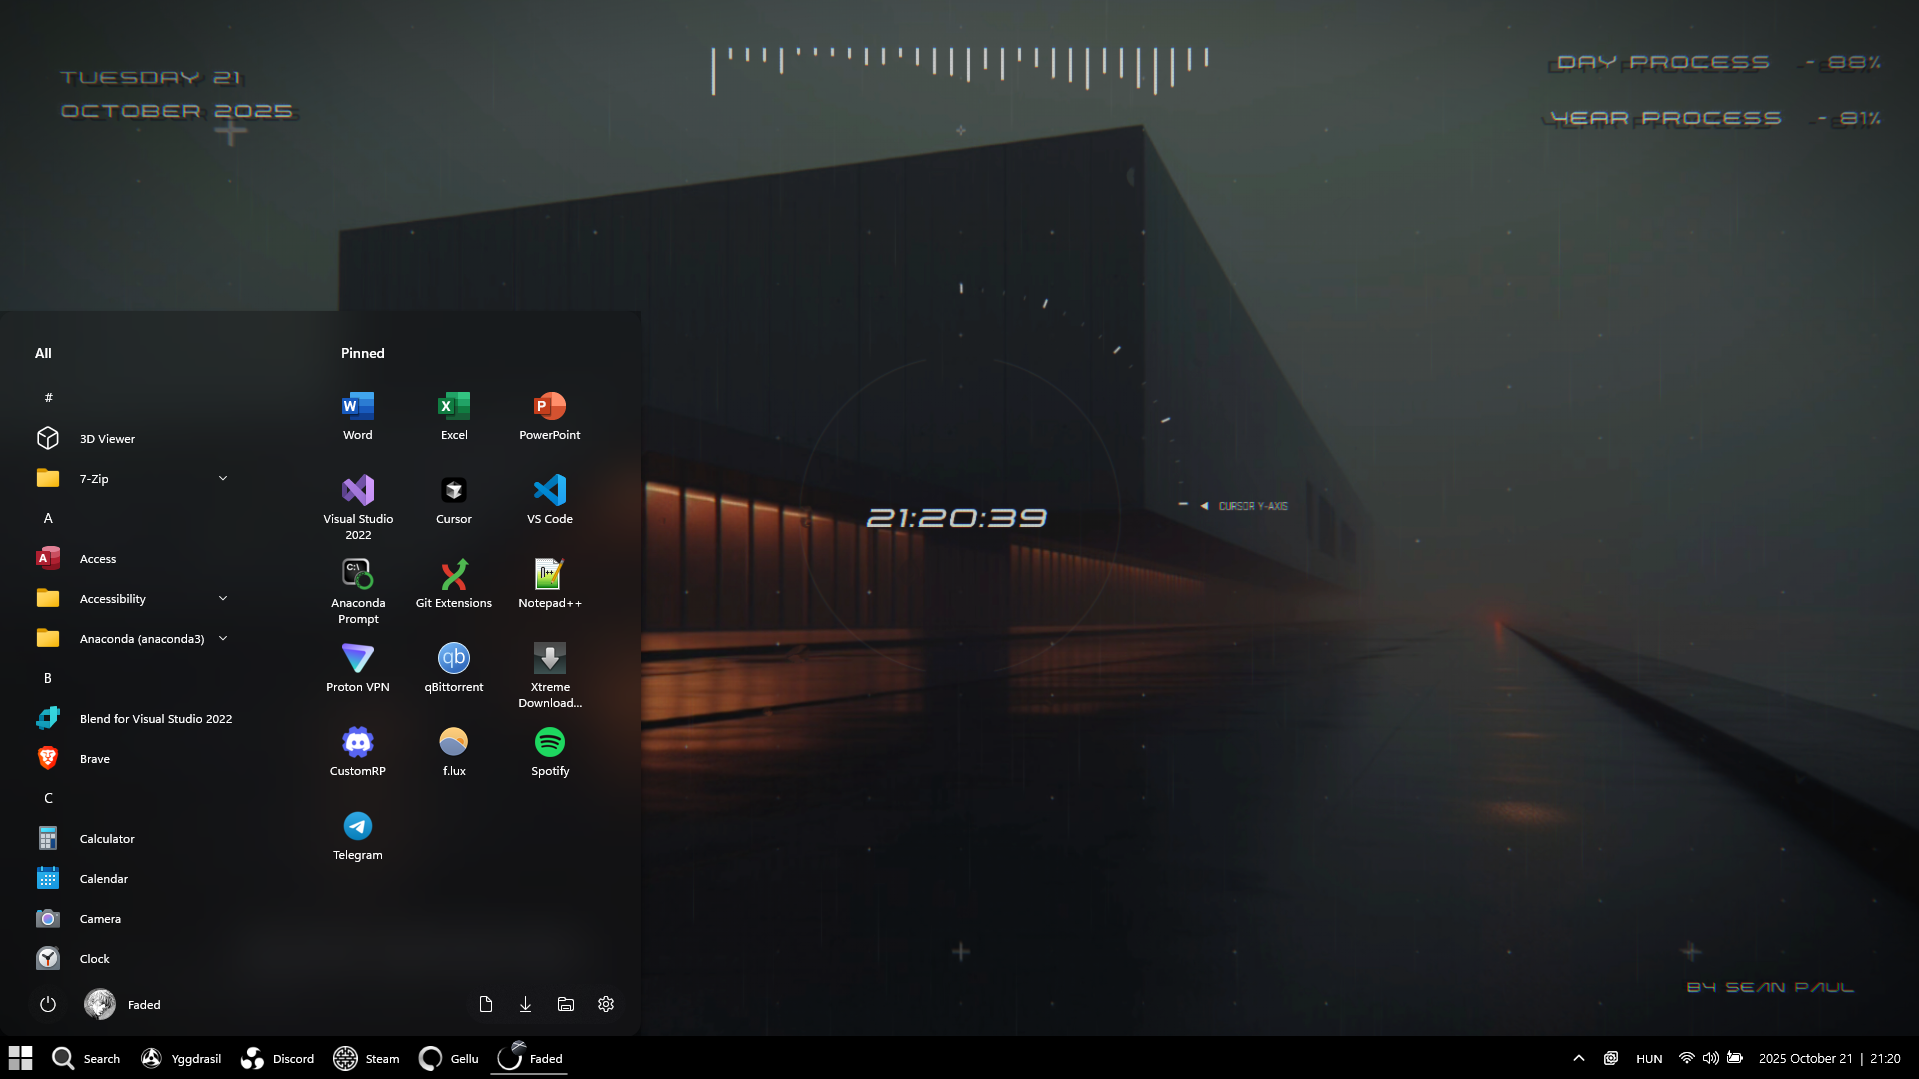 TUESDAY 21
OCTOBER 2025
DAY PROCESS - 88%
YEAR PROCESS - 81%
21:20:39
CURSOR Y-AXIS
BY SEAN PAUL
All
#
3D Viewer
7-Zip
A
Access
Accessibility
Anaconda (anaconda3)
B
Blend for Visual Studio 2022
Brave
C
Calculator
Calendar
Camera
Clock
Faded
Pinned
Word
Excel
PowerPoint
Visual Studio
2022
Cursor
VS Code
Anaconda
Prompt
Git Extensions
Notepad++
Proton VPN
qBittorrent
Xtreme
Download...
CustomRP
f.lux
Spotify
Telegram
Search
Yggdrasil
Discord
Steam
Gellu
Faded
HUN
2025 October 21 | 21:20